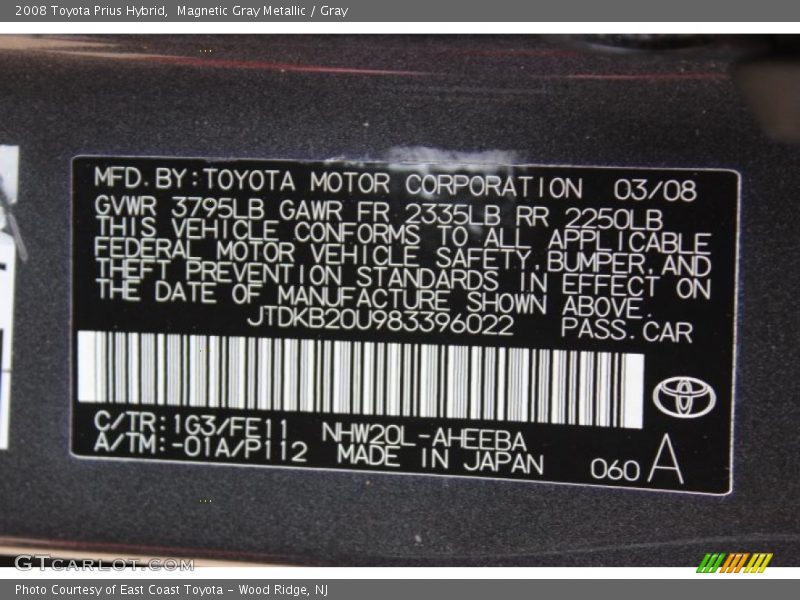 2008 Toyota Prius Hybrid,  Magnetic Gray Metallic / Gray
MFD.BY:TOYOTA MOTOR CORPORATION 03/08
GVWR 3795LB GAWR FR 2335LB RR 2250LB
THIS VEHICLE CONFORMS TO ALL APPLICABLE
FEDERAL MOTOR VEHICLE SAFETY,BUMPER,AND
THEFT PREVENTION STANDARDS IN EFFECT ON
THE DATE OF MANUFACTURE SHOWN ABOVE.
JTDKB20U983396022 PASS.CAR
C/TR:1G3/FE11 NHW20L-AHEEBA
A/TM:-01A/P112 MADE IN JAPAN 060 A
GTCARLOT.COM
Photo Courtesy of East Coast Toyota - Wood Ridge, NJ